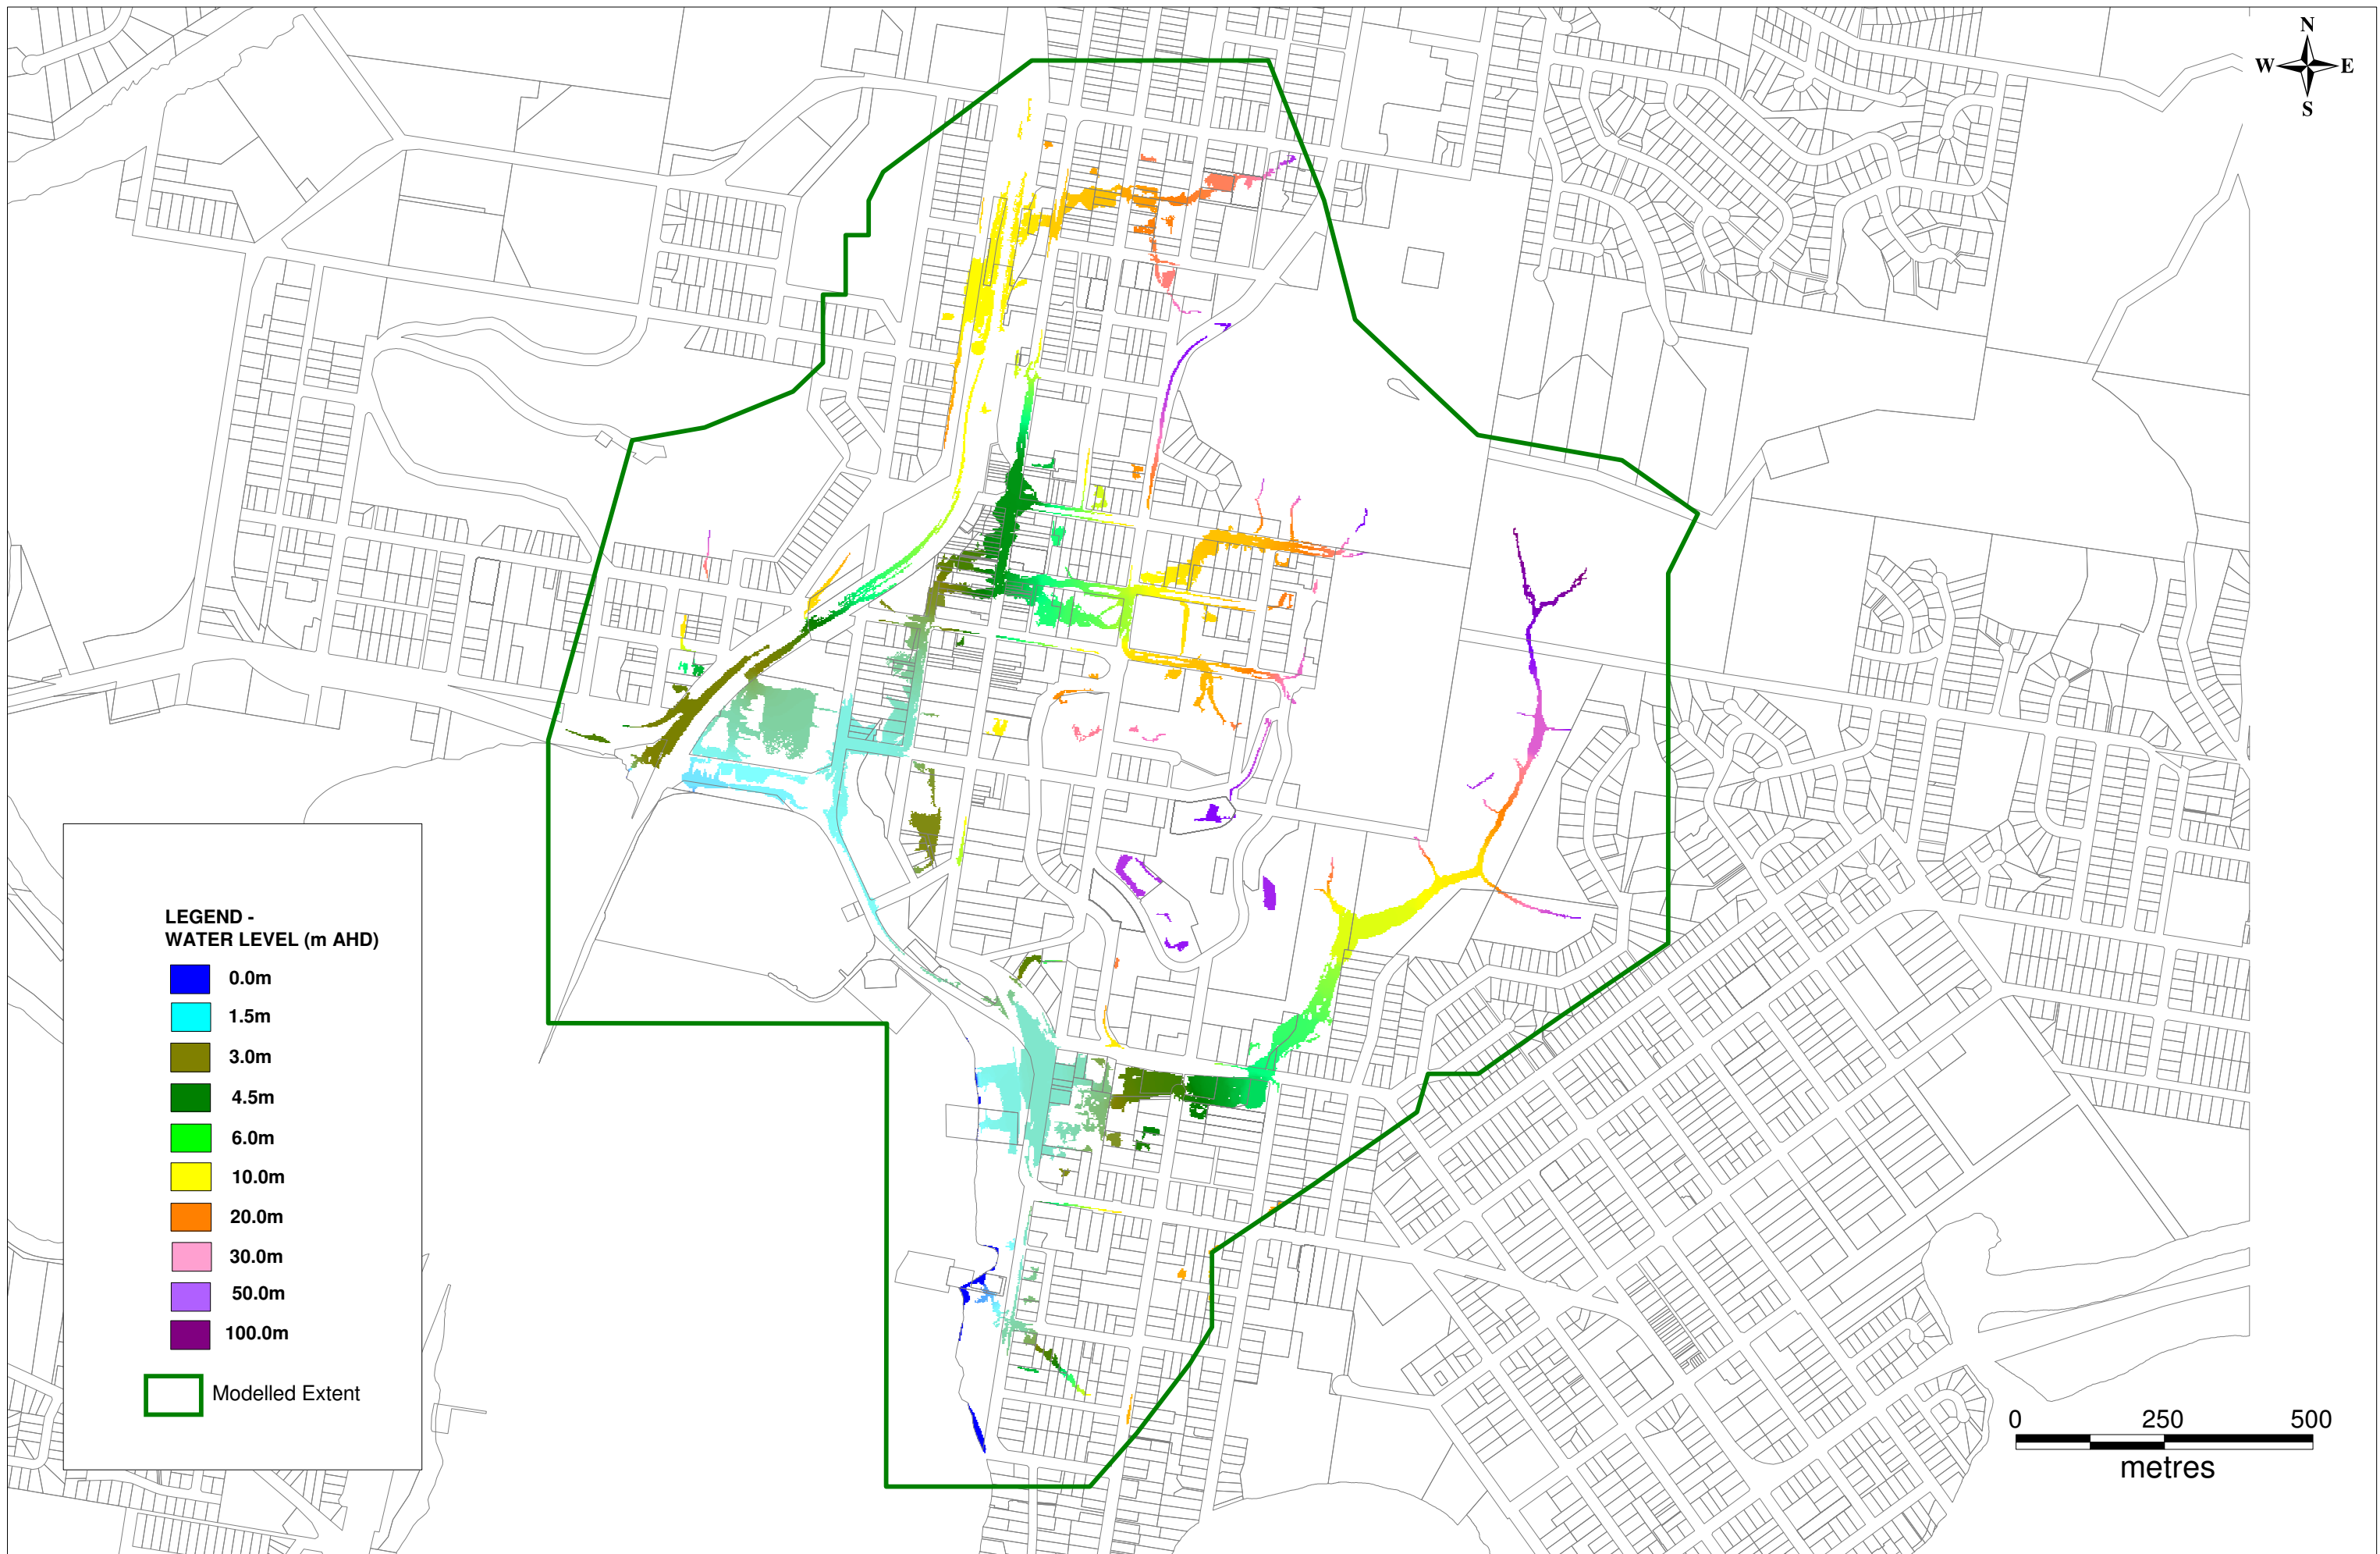 N
W E
S
LEGEND -
WATER LEVEL (m AHD)
0.0m
1.5m
3.0m
4.5m
6.0m
10.0m
20.0m
30.0m
50.0m
100.0m
Modelled Extent
0 250 500
metres